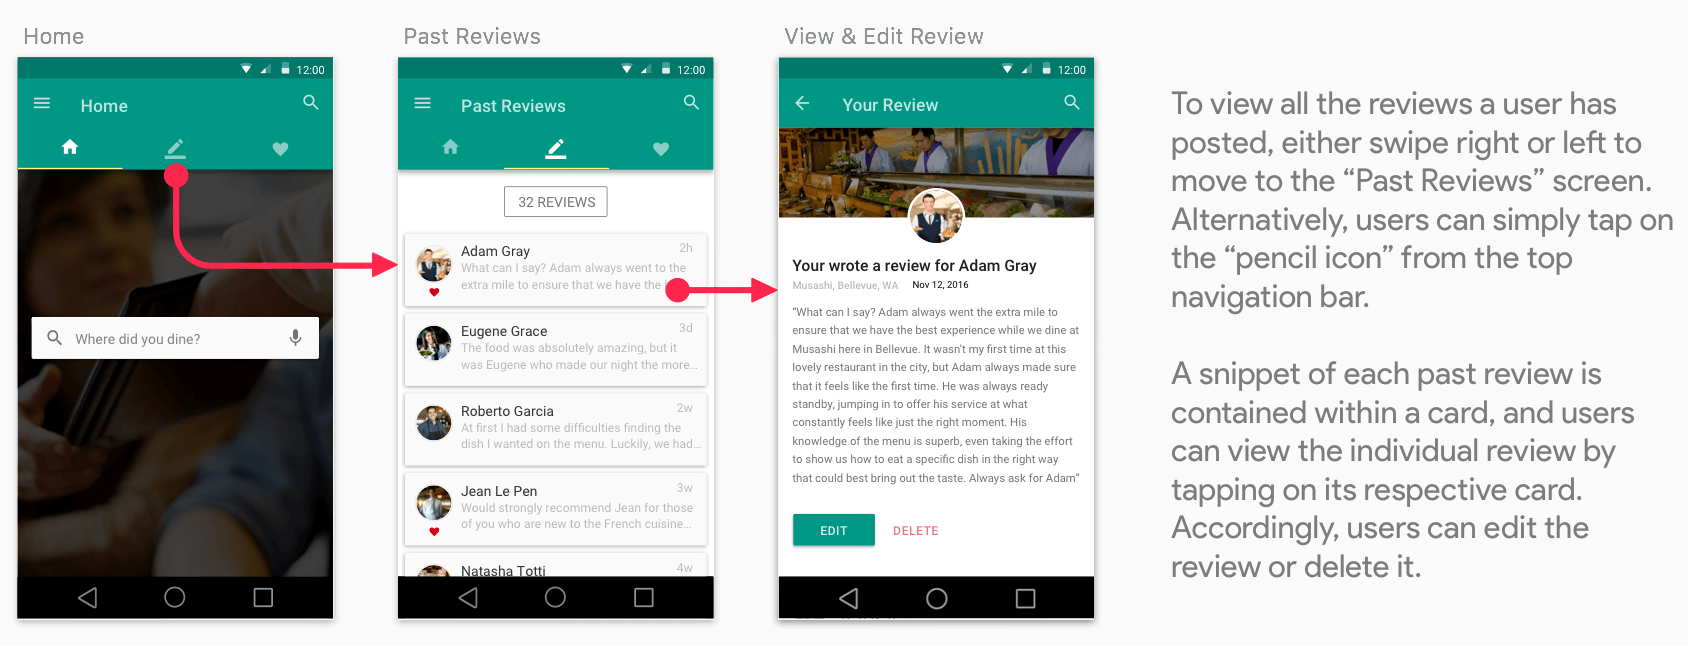 Home
12:00
Home
Where did you dine?
Past Reviews
12:00
Past Reviews
32 REVIEWS
Adam Gray
2h
What can I say? Adam always went to the
extra mile to ensure that we have the
Eugene Grace
3d
The food was absolutely amazing, but it
was Eugene who made our night the more...
Roberto Garcia
2w
At first I had some difficulties finding the
dish I wanted on the menu. Luckily, we had...
Jean Le Pen
3w
Would strongly recommend Jean for those
of you who are new to the French cuisine...
Natasha Totti
4w
View & Edit Review
12:00
Your Review
Your wrote a review for Adam Gray
Musashi, Bellevue, WA Nov 12, 2016
“What can I say? Adam always went the extra mile to
ensure that we have the best experience while we dine at
Musashi here in Bellevue. It wasn't my first time at this
lovely restaurant in the city, but Adam always made sure
that it feels like the first time. He was always ready
standby, jumping in to offer his service at what
constantly feels like just the right moment. His
knowledge of the menu is superb, even taking the effort
to show us how to eat a specific dish in the right way
that could best bring out the taste. Always ask for Adam”
EDIT
DELETE
To view all the reviews a user has
posted, either swipe right or left to
move to the “Past Reviews” screen.
Alternatively, users can simply tap on
the “pencil icon” from the top
navigation bar.
A snippet of each past review is
contained within a card, and users
can view the individual review by
tapping on its respective card.
Accordingly, users can edit the
review or delete it.